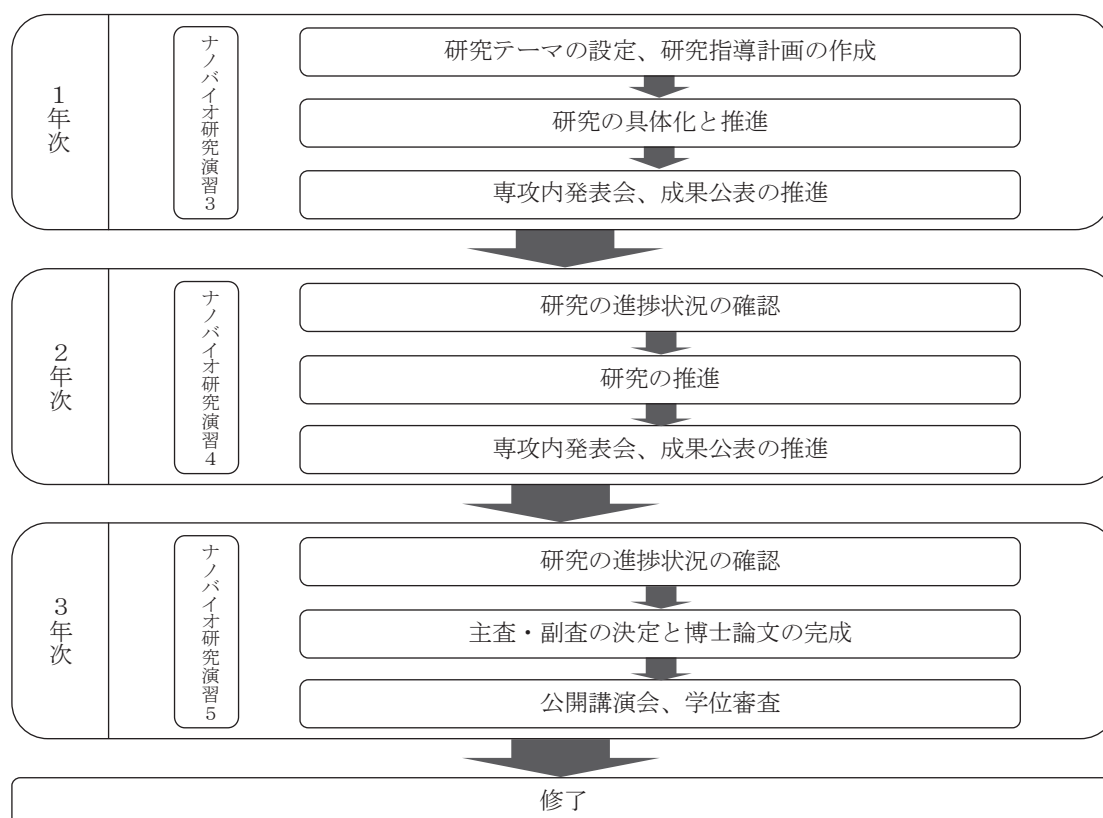 1年次
ナノバイオ研究演習3
研究テーマの設定、研究指導計画の作成
研究の具体化と推進
専攻内発表会、成果公表の推進
2年次
ナノバイオ研究演習4
研究の進捗状況の確認
研究の推進
専攻内発表会、成果公表の推進
3年次
ナノバイオ研究演習5
研究の進捗状況の確認
主査・副査の決定と博士論文の完成
公開講演会、学位審査
修了